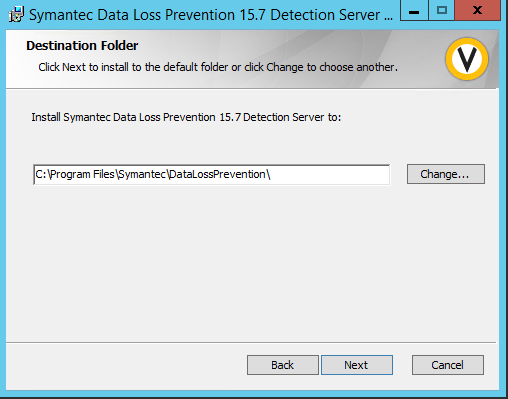 Symantec Data Loss Prevention 15.7 Detection Server ...
Destination Folder
Click Next to install to the default folder or click Change to choose another.
Install Symantec Data Loss Prevention 15.7 Detection Server to:
C:\Program Files\Symantec\DataLossPrevention\
Change...
Back
Next
Cancel